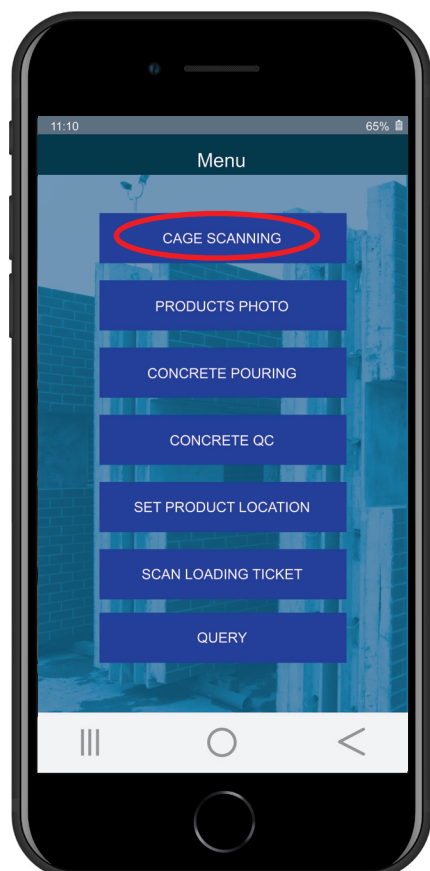 11:10 65%
Menu
CAGE SCANNING
PRODUCTS PHOTO
CONCRETE POURING
CONCRETE QC
SET PRODUCT LOCATION
SCAN LOADING TICKET
QUERY